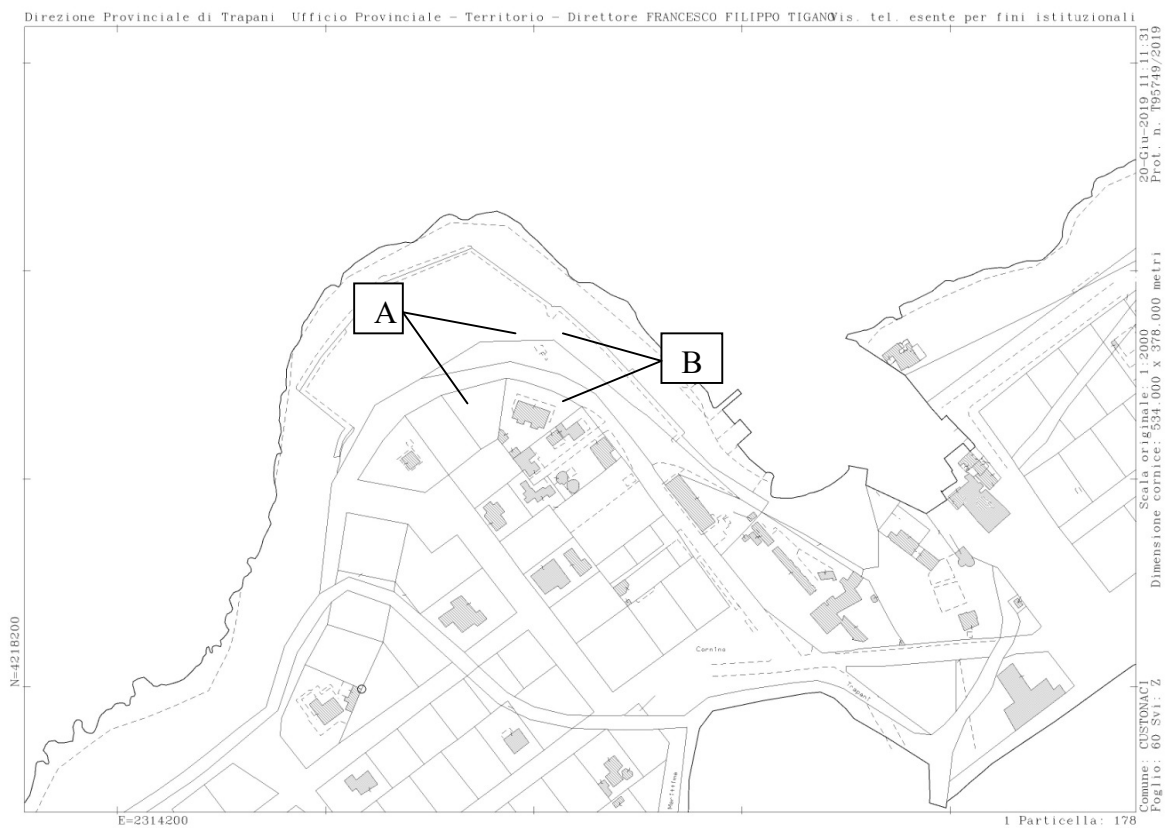 Direzione Provinciale di Trapani Ufficio Provinciale - Territorio - Direttore FRANCESCO FILIPPO TIGANO Vis. tel. esente per fini istituzionali
20-Giu-2019 11:11:31
Prot. n. T95749/2019
Scala originale: 1:2000
Dimensione cornice: 534.000 x 378.000 metri
Comune: CUSTONACI
Foglio: 60 Svi: Z
A
B
Cornino
Trapani
Marittima
N=4218200
E=2314200
1 Particella: 178